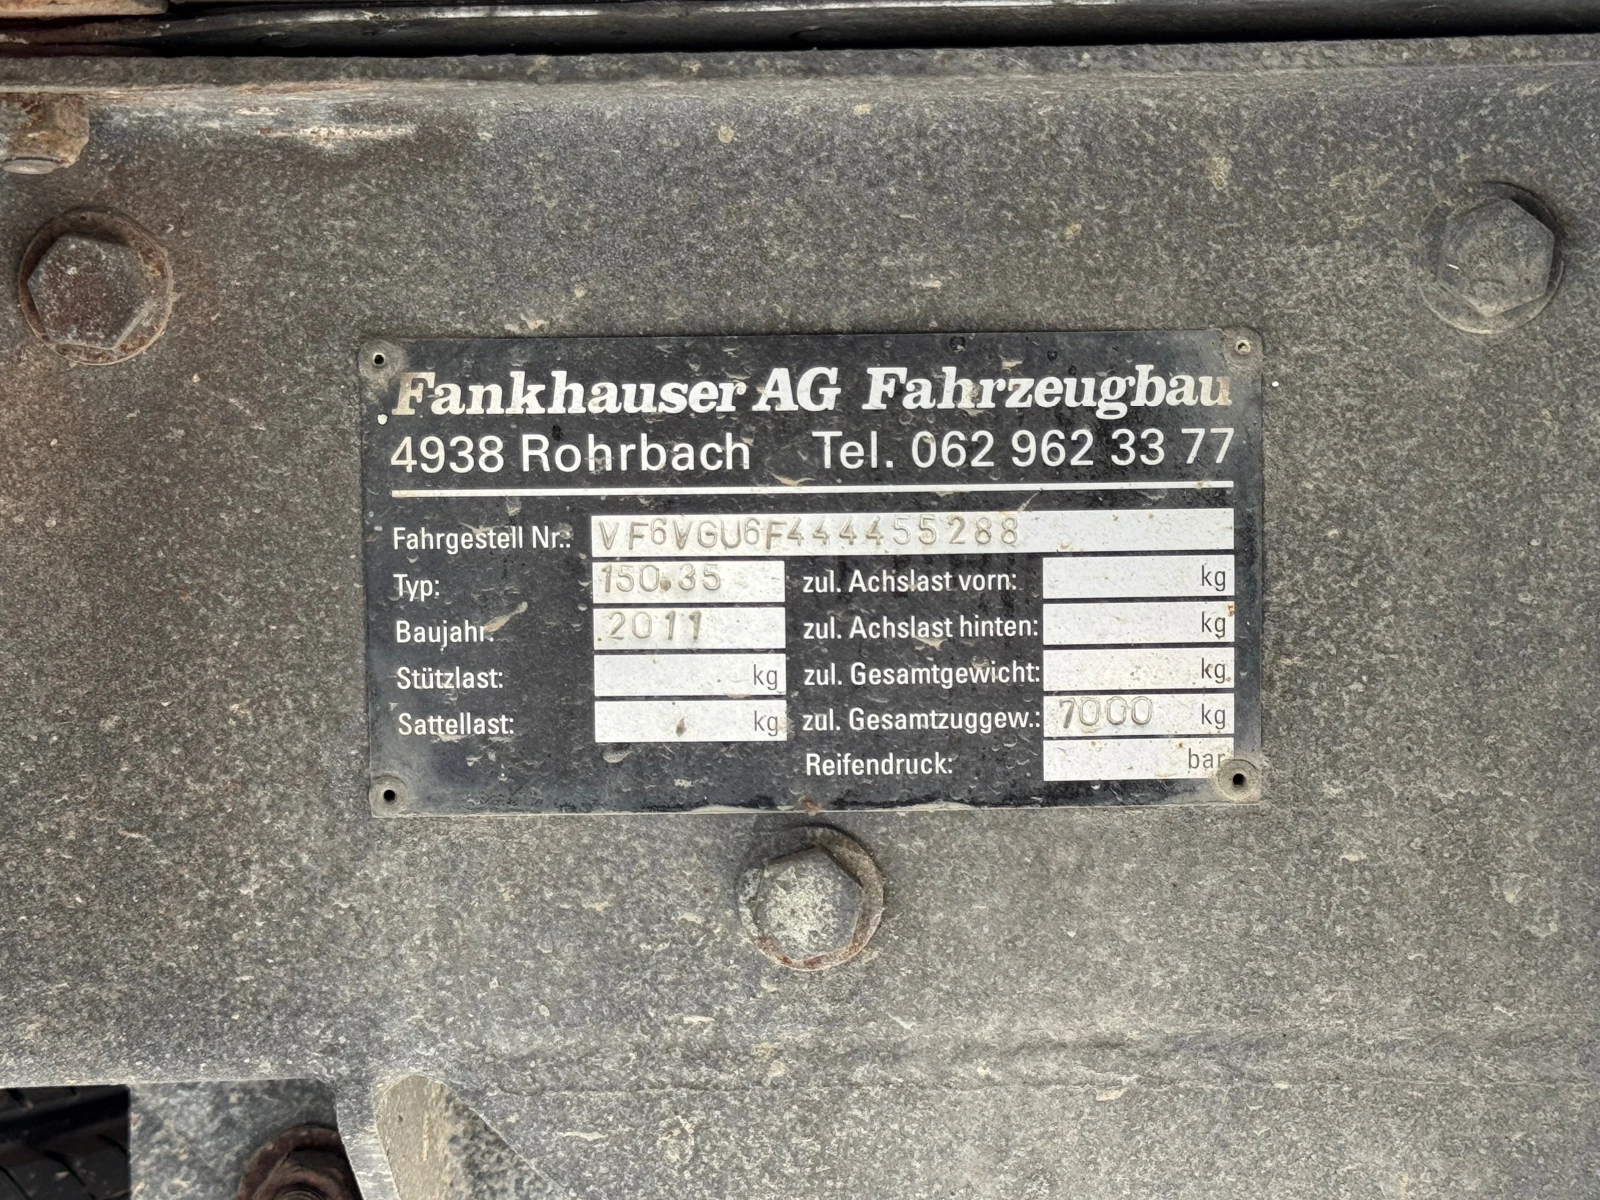 Fankhauser AG Fahrzeugbau
4938 Rohrbach Tel. 062 962 33 77
Fahrgestell Nr.: VF6VGU6F444455288
Typ: 150.35 zul. Achslast vorn: kg
Baujahr: 2011 zul. Achslast hinten: kg
Stützlast: kg zul. Gesamtgewicht: kg
Sattellast: kg zul. Gesamtzuggew.: 7000 kg
Reifendruck: bar